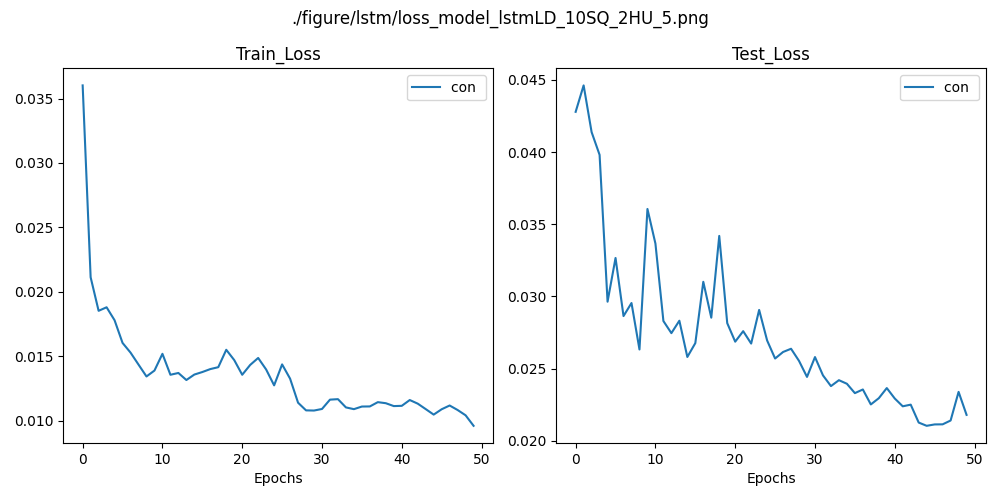 ./figure/lstm/loss_model_lstmLD_10SQ_2HU_5.png
Train_Loss
con
0.035
0.030
0.025
0.020
0.015
0.010
0 10 20 30 40 50
Epochs
Test_Loss
con
0.045
0.040
0.035
0.030
0.025
0.020
0 10 20 30 40 50
Epochs